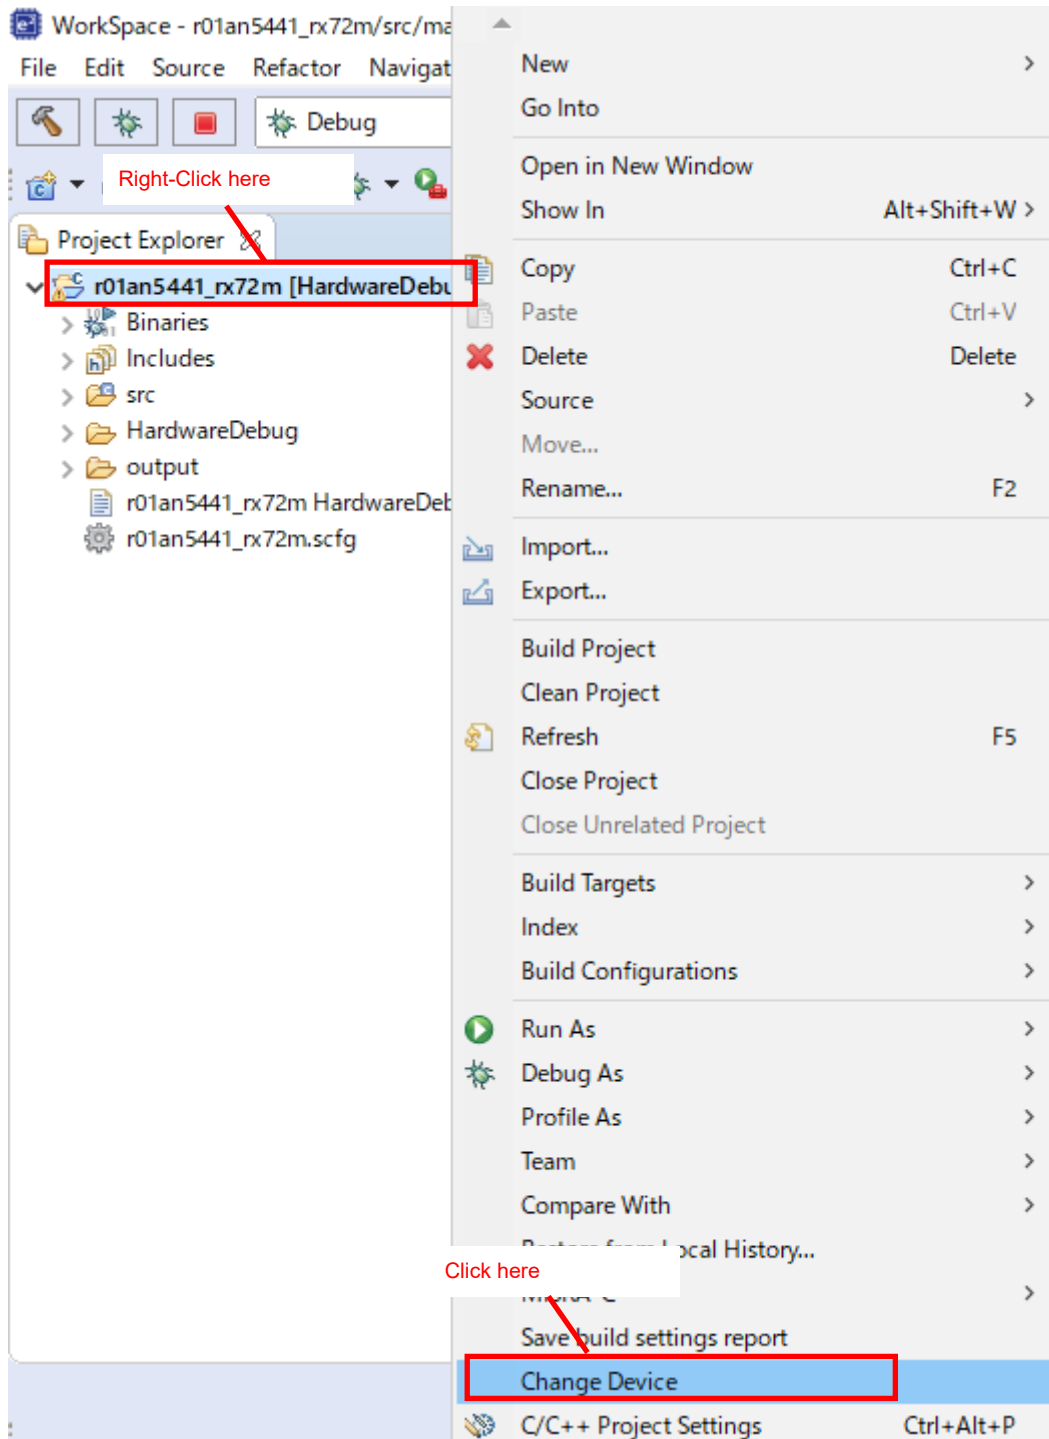 WorkSpace - r01an5441_rx72m/src/ma
File Edit Source Refactor Navigat
Debug
Right-Click here
Project Explorer
r01an5441_rx72m [HardwareDebu
Binaries
Includes
src
HardwareDebug
output
r01an5441_rx72m HardwareDeb
r01an5441_rx72m.scfg
New
Go Into
Open in New Window
Show In Alt+Shift+W
Copy Ctrl+C
Paste Ctrl+V
Delete Delete
Source
Move...
Rename... F2
Import...
Export...
Build Project
Clean Project
Refresh F5
Close Project
Close Unrelated Project
Build Targets
Index
Build Configurations
Run As
Debug As
Profile As
Team
Compare With
Local History...
Click here
Save build settings report
Change Device
C/C++ Project Settings Ctrl+Alt+P